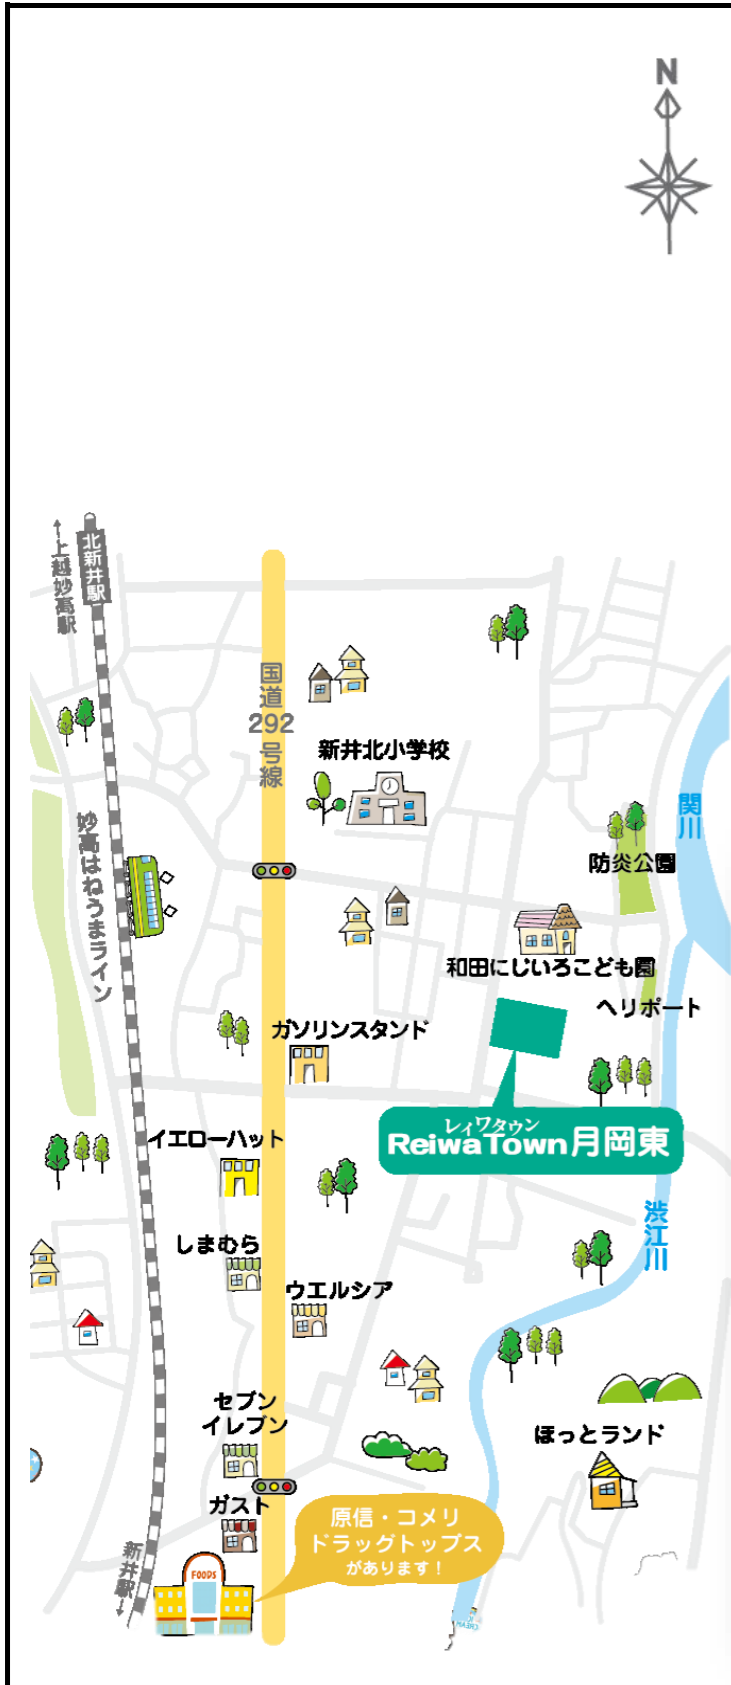 N
北新井駅
←上越妙高駅
国道292号線
新井北小学校
関川
妙高はねうまライン
防炎公園
和田にじいろこども園
ヘリポート
ガソリンスタンド
レイワタウン
ReiwaTown月岡東
イエローハット
渋江川
しまむら
ウエルシア
セブン
イレブン
ほっとランド
ガスト
原信・コメリ
ドラッグトップス
があります！
新井駅→
FOODS